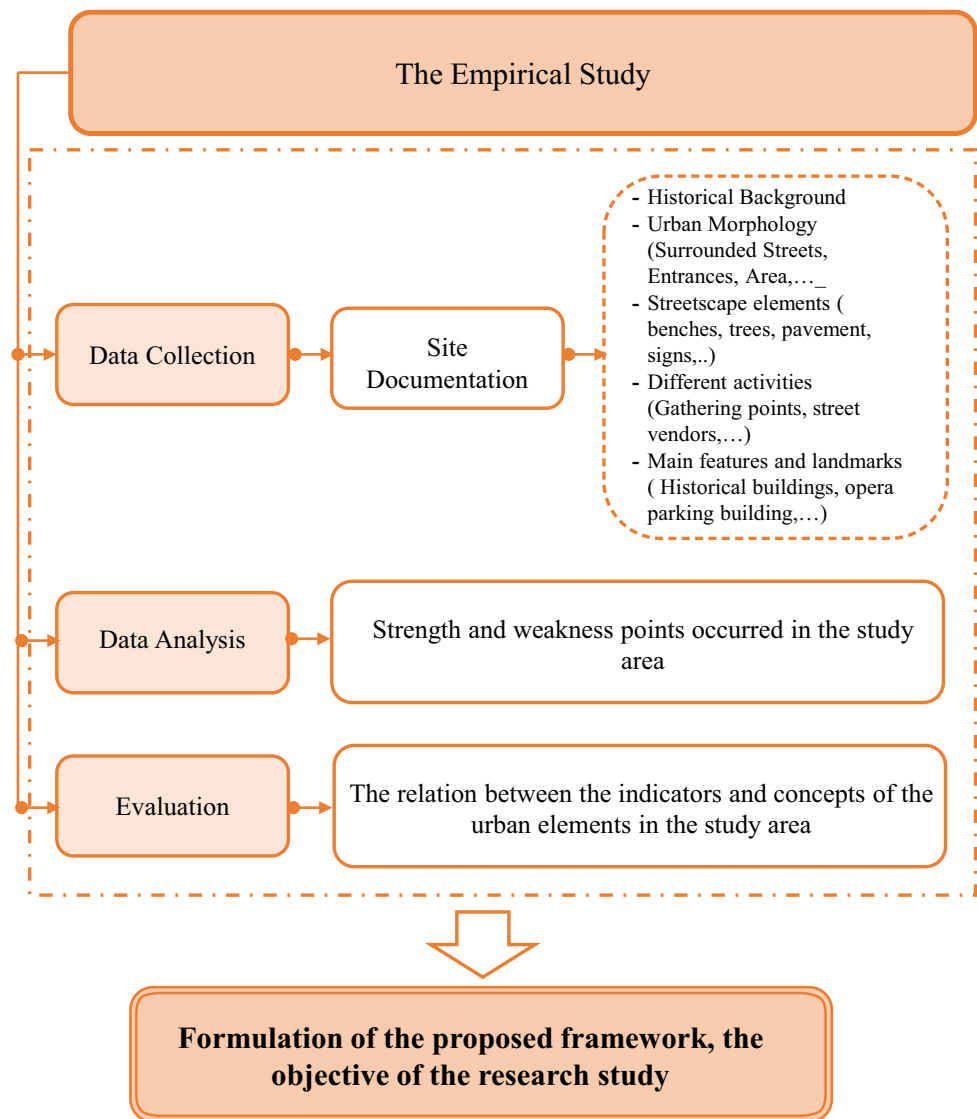 The Empirical Study
- Historical Background
- Urban Morphology
(Surrounded Streets,
Entrances, Area,…_
- Streetscape elements (
benches, trees, pavement,
signs,..)
- Different activities
(Gathering points, street
vendors,…)
- Main features and landmarks
( Historical buildings, opera
parking building,…)
Data Collection
Site
Documentation
Data Analysis
Strength and weakness points occurred in the study
area
Evaluation
The relation between the indicators and concepts of the
urban elements in the study area
Formulation of the proposed framework, the
objective of the research study